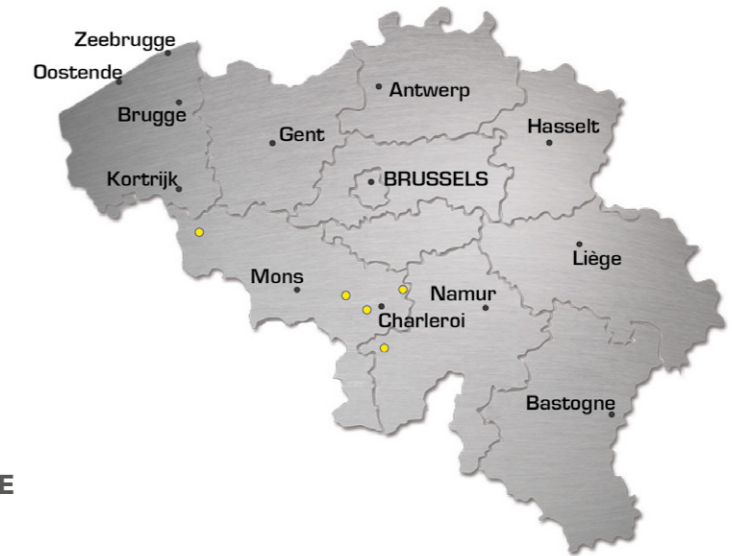 Zeebrugge
Oostende
Antwerp
Brugge
Gent
Hasselt
Kortrijk
BRUSSELS
Liège
Mons
Namur
Charleroi
Bastogne
E